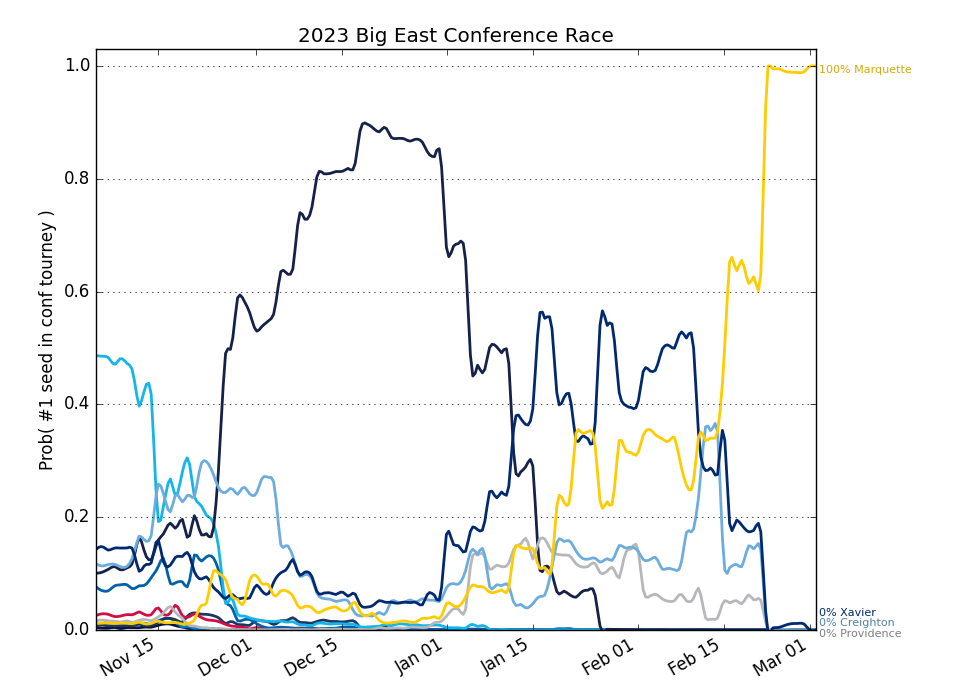 2023 Big East Conference Race
Prob( #1 seed in conf tourney )
1.0
0.8
0.6
0.4
0.2
0.0
100% Marquette
0% Xavier
0% Creighton
0% Providence
Nov 15
Dec 01
Dec 15
Jan 01
Jan 15
Feb 01
Feb 15
Mar 01